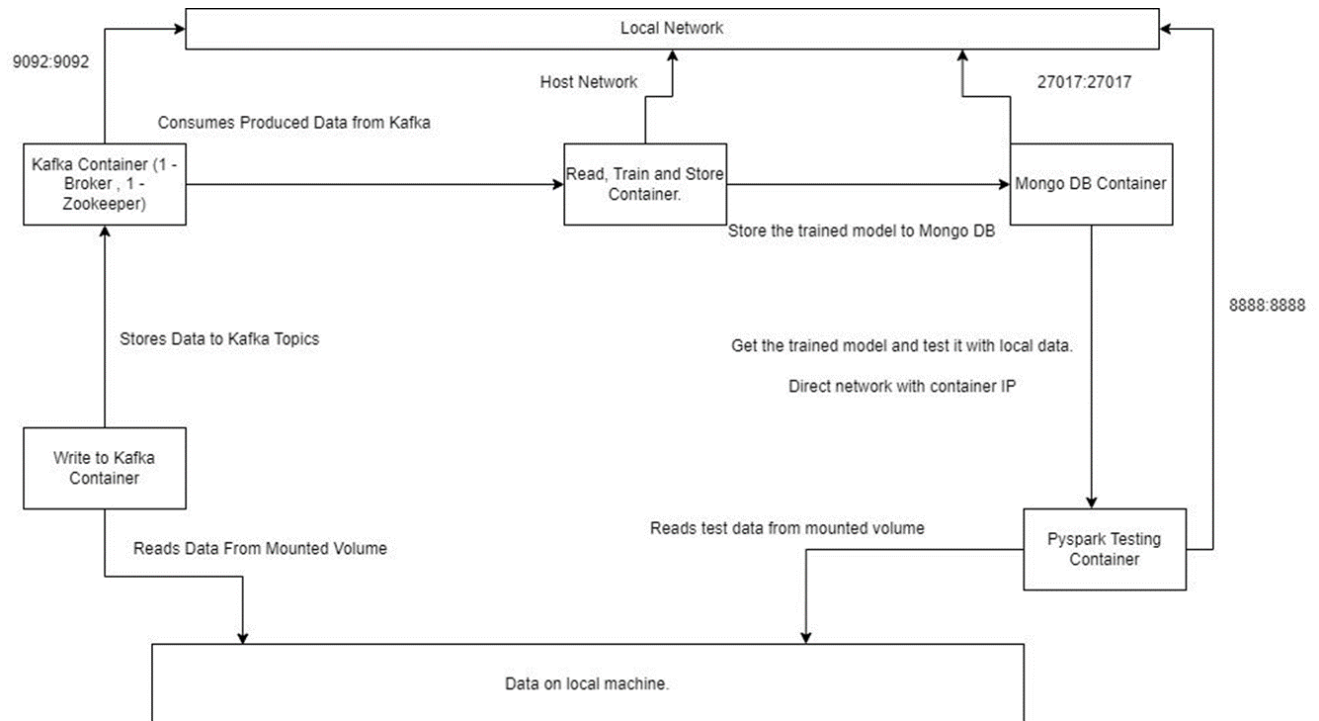 Local Network
9092:9092
Host Network
27017:27017
Consumes Produced Data from Kafka
Kafka Container (1 -
Broker , 1 -
Zookeeper)
Read, Train and Store
Container.
Mongo DB Container
Store the trained model to Mongo DB
8888:8888
Stores Data to Kafka Topics
Get the trained model and test it with local data.
Direct network with container IP
Write to Kafka
Container
Reads Data From Mounted Volume
Reads test data from mounted volume
Pyspark Testing
Container
Data on local machine.